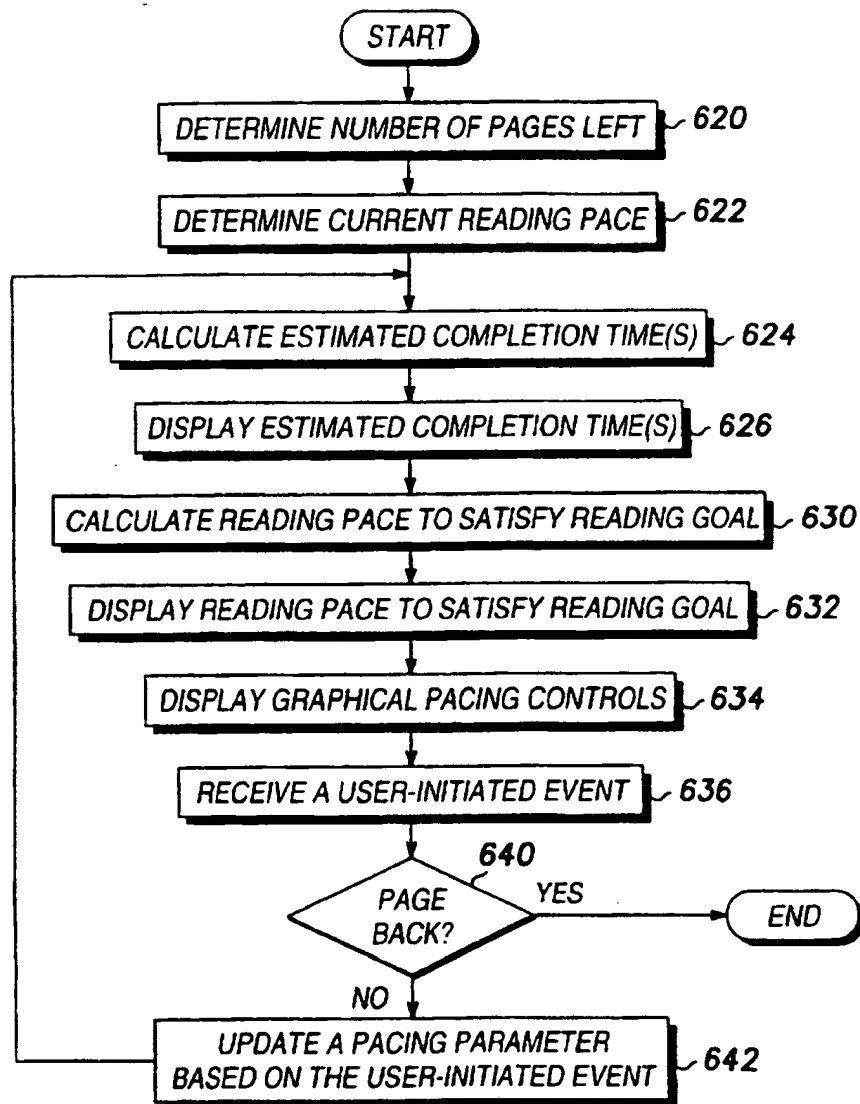 START
DETERMINE NUMBER OF PAGES LEFT 620
DETERMINE CURRENT READING PACE 622
CALCULATE ESTIMATED COMPLETION TIME(S) 624
DISPLAY ESTIMATED COMPLETION TIME(S) 626
CALCULATE READING PACE TO SATISFY READING GOAL 630
DISPLAY READING PACE TO SATISFY READING GOAL 632
DISPLAY GRAPHICAL PACING CONTROLS 634
RECEIVE A USER-INITIATED EVENT 636
640
PAGE
BACK?
YES
END
NO
UPDATE A PACING PARAMETER
BASED ON THE USER-INITIATED EVENT 642